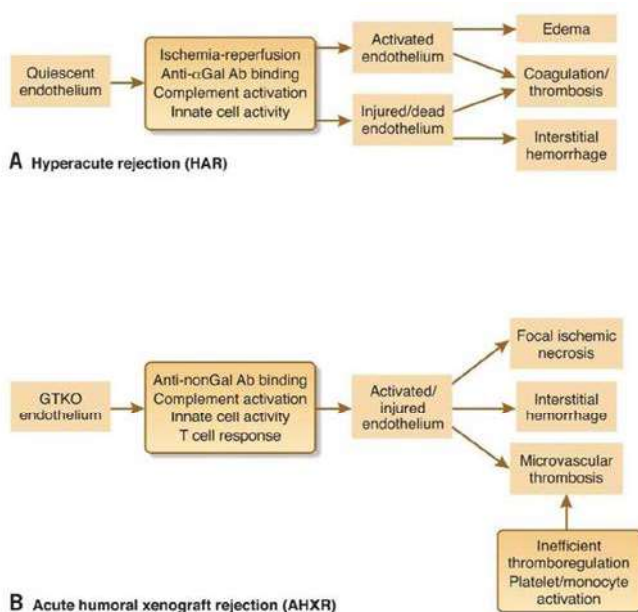 Ischemia-reperfusion
Anti-αGal Ab binding
Complement activation
Innate cell activity
Quiescent
endothelium
Activated
endothelium
Injured/dead
endothelium
Edema
Coagulation/
thrombosis
Interstitial
hemorrhage
A Hyperacute rejection (HAR)
GTKO
endothelium
Anti-nonGal Ab binding
Complement activation
Innate cell activity
T cell response
Activated/
injured
endothelium
Focal ischemic
necrosis
Interstitial
hemorrhage
Microvascular
thrombosis
Inefficient
thromboregulation
Platelet/monocyte
activation
B Acute humoral xenograft rejection (AHXR)